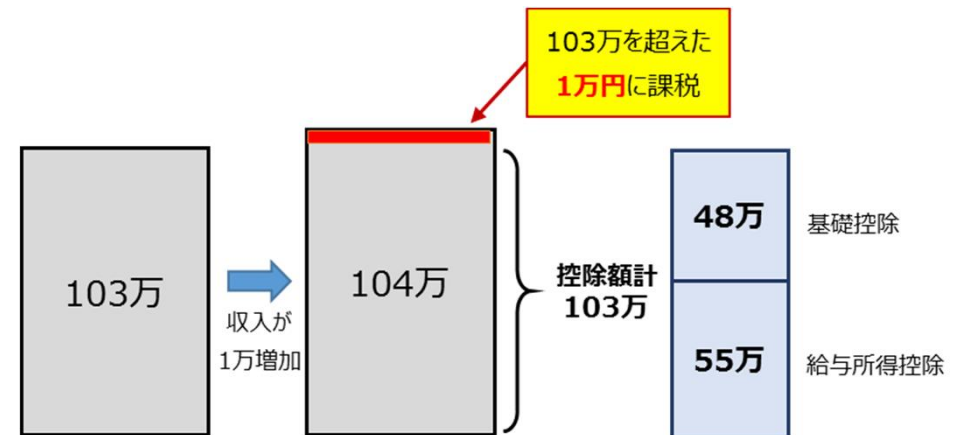 103万を超えた
1万円に課税
103万
収入が
1万増加
104万
控除額計
103万
48万
基礎控除
55万
給与所得控除